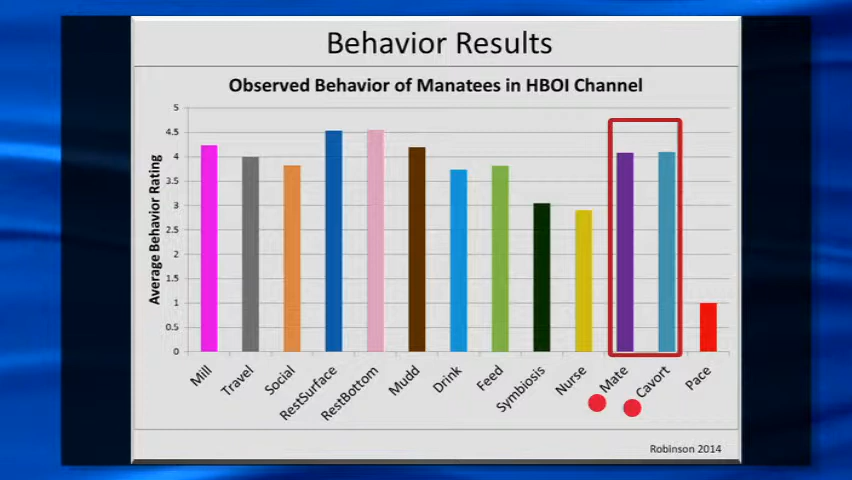 Behavior Results
Observed Behavior of Manatees in HBOI Channel
Average Behavior Rating
5
4.5
4
3.5
3
2.5
2
1.5
1
0.5
0
Mill
Travel
Social
RestSurface
RestBottom
Mudd
Drink
Feed
Symbiosis
Nurse
Mate
Cavort
Pace
Robinson 2014